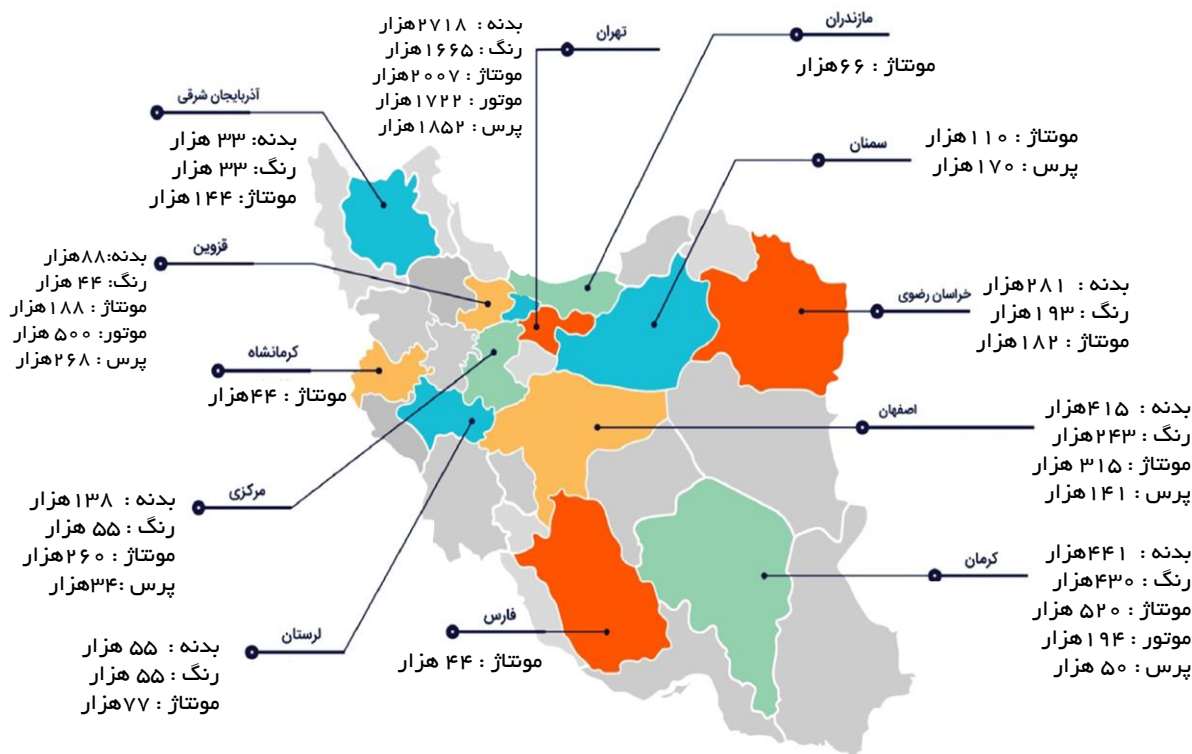 مازندران
مونتاژ : ۶۶هزار
تهران
بدنه : ۲۷۱۸هزار
رنگ : ۱۶۶۵هزار
مونتاژ : ۲۰۰۷هزار
موتور : ۱۷۲۲هزار
پرس : ۱۸۵۲هزار
آذربایجان شرقی
بدنه: ۳۳ هزار
رنگ: ۳۳ هزار
مونتاژ: ۱۴۴هزار
سمنان
مونتاژ : ۱۱۰هزار
پرس : ۱۷۰هزار
قزوین
بدنه:۸۸هزار
رنگ: ۴۴ هزار
مونتاژ : ۱۸۸هزار
موتور: ۵۰۰ هزار
پرس : ۲۶۸هزار
خراسان رضوی
بدنه : ۲۸۱هزار
رنگ : ۱۹۳هزار
مونتاژ : ۱۸۲هزار
کرمانشاه
مونتاژ : ۴۴هزار
اصفهان
بدنه : ۴۱۵هزار
رنگ : ۲۴۳هزار
مونتاژ : ۳۱۵ هزار
پرس : ۱۴۱هزار
مرکزی
بدنه : ۱۳۸هزار
رنگ : ۵۵ هزار
مونتاژ : ۲۶۰هزار
پرس :۳۴هزار
کرمان
بدنه : ۴۴۱هزار
رنگ : ۴۳۰هزار
مونتاژ : ۵۲۰ هزار
موتور : ۱۹۴هزار
پرس : ۵۰ هزار
لرستان
بدنه : ۵۵ هزار
رنگ : ۵۵ هزار
مونتاژ : ۷۷هزار
فارس
مونتاژ : ۴۴ هزار